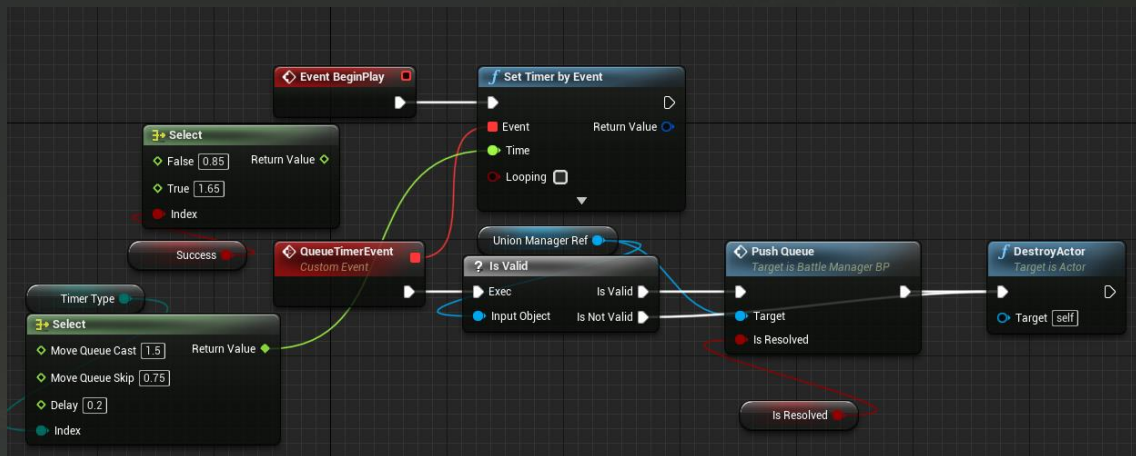 Event BeginPlay
f Set Timer by Event
Event Return Value
Time
Looping
Select
False 0.85 Return Value
True 1.65
Index
Success
QueueTimerEvent
Custom Event
Union Manager Ref
? Is Valid
Exec Is Valid
Input Object Is Not Valid
Push Queue
Target is Battle Manager BP
Target
Is Resolved
f DestroyActor
Target is Actor
Target self
Timer Type
Select
Move Queue Cast 1.5 Return Value
Move Queue Skip 0.75
Delay 0.2
Index
Is Resolved